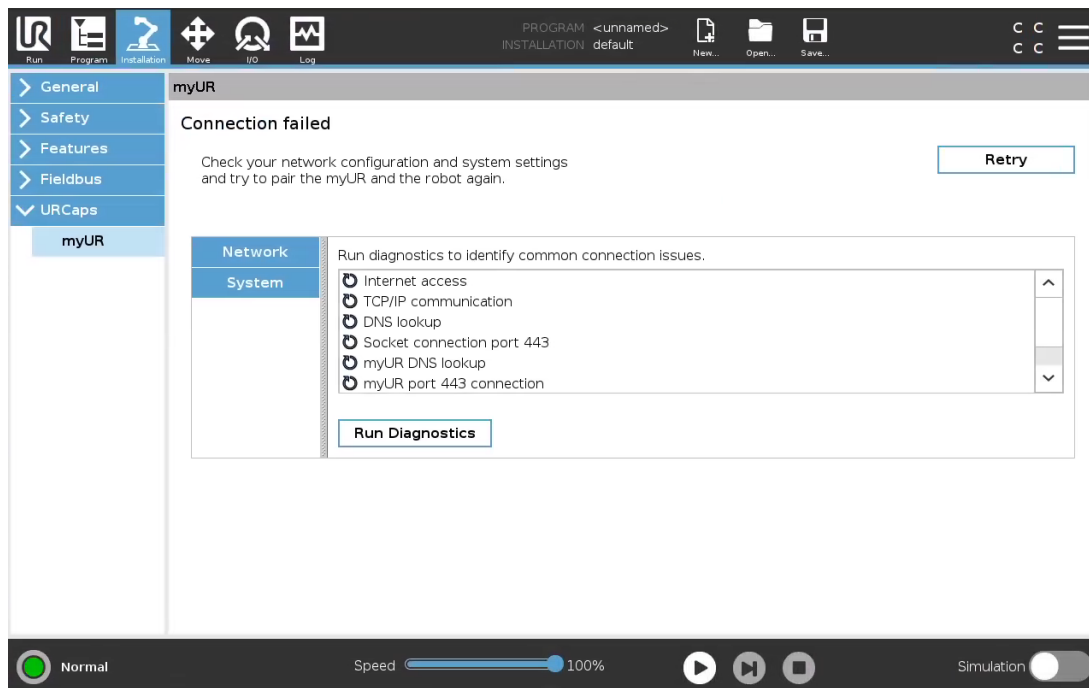 UR
Run
Program
Installation
Move
I/O
Log
PROGRAM <unnamed>
INSTALLATION default
New...
Open...
Save...
C C
C C
General
Safety
Features
Fieldbus
URCaps
myUR
myUR
Connection failed
Check your network configuration and system settings
and try to pair the myUR and the robot again.
Retry
Network
System
Run diagnostics to identify common connection issues.
Internet access
TCP/IP communication
DNS lookup
Socket connection port 443
myUR DNS lookup
myUR port 443 connection
Run Diagnostics
Normal
Speed 100%
Simulation